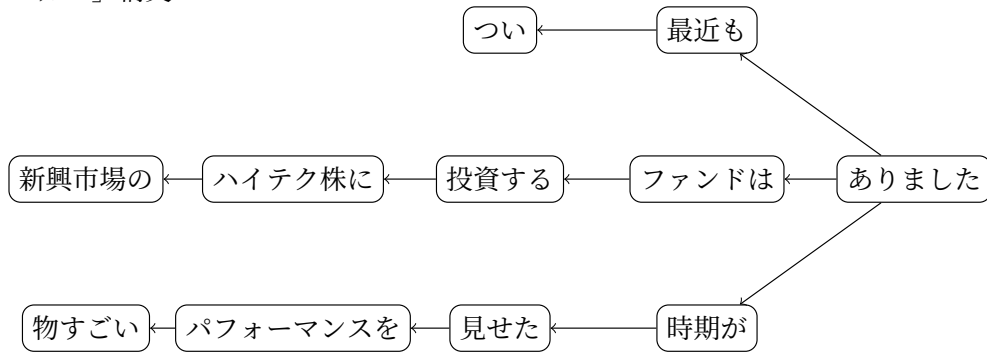 つい 最近も
新興市場の ハイテク株に 投資する ファンドは ありました
物すごい パフォーマンスを 見せた 時期が